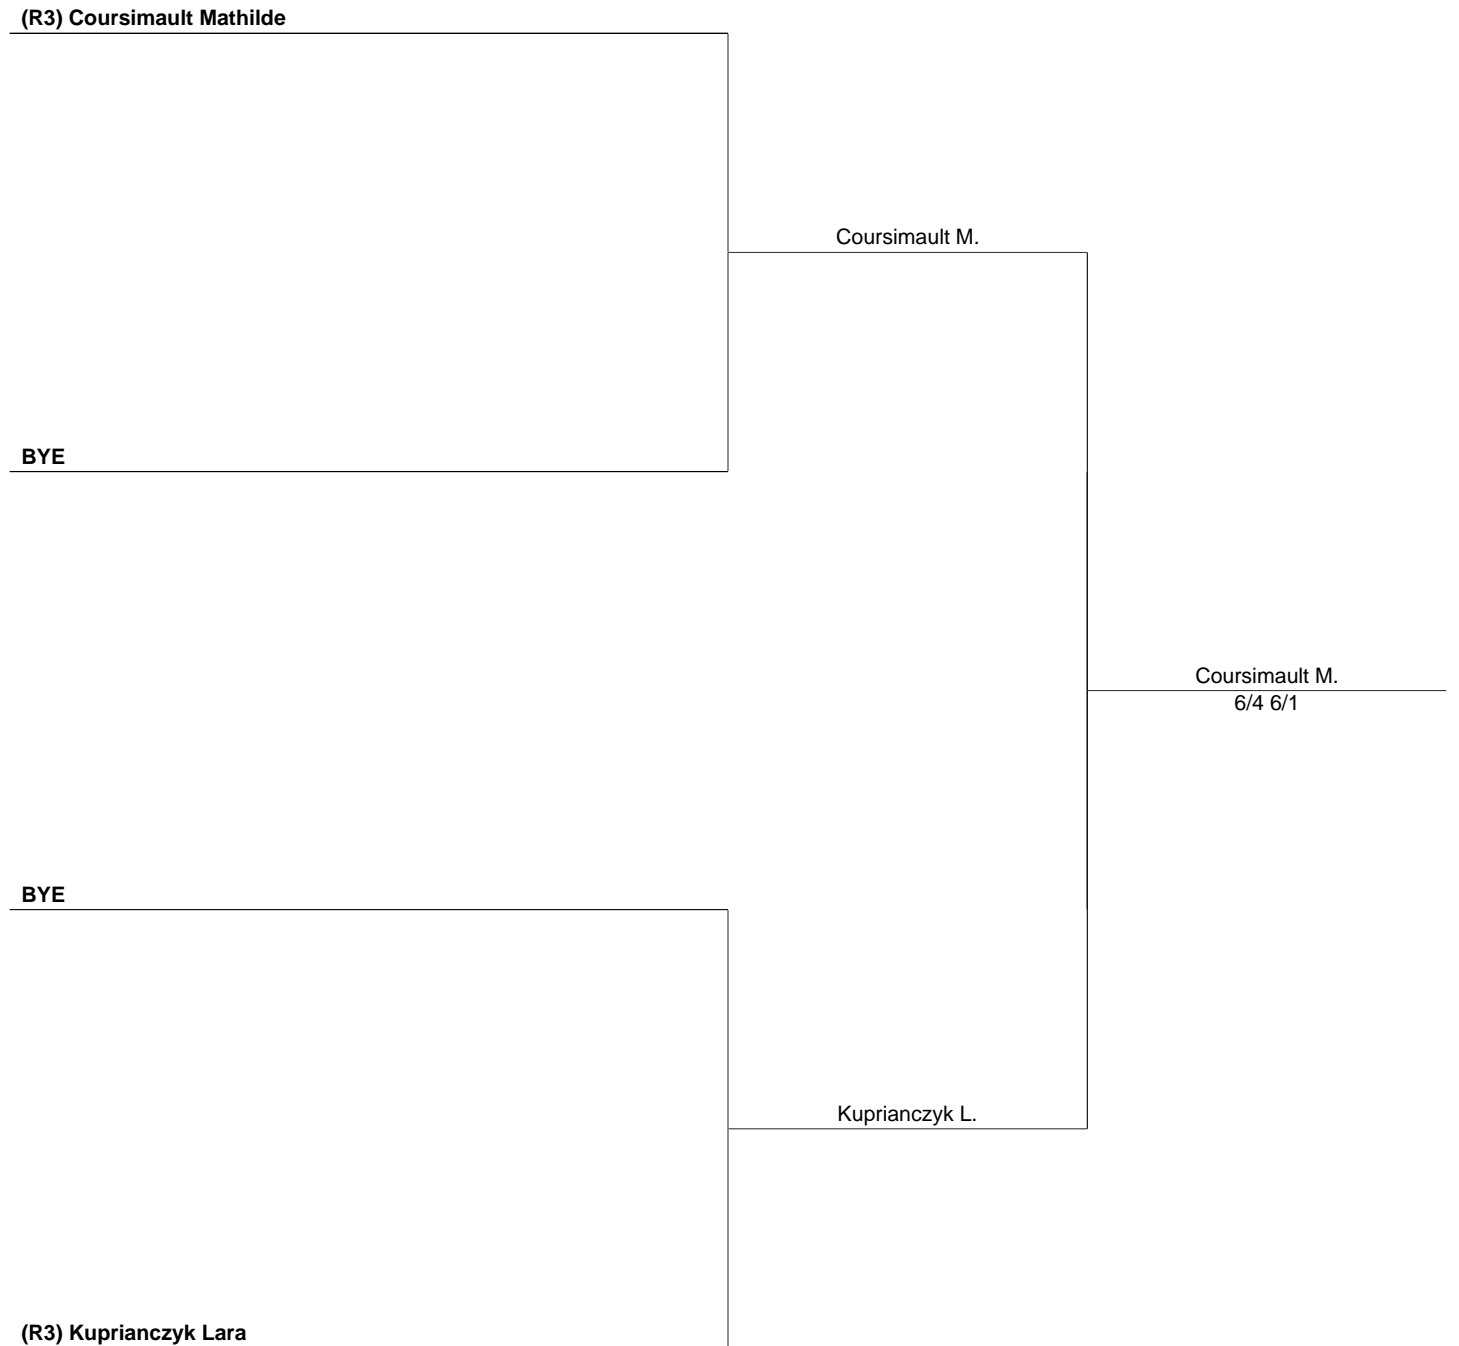 (R3) Coursimault Mathilde
Coursimault M.
BYE
Coursimault M.
6/4 6/1
BYE
Kuprianczyk L.
(R3) Kuprianczyk Lara